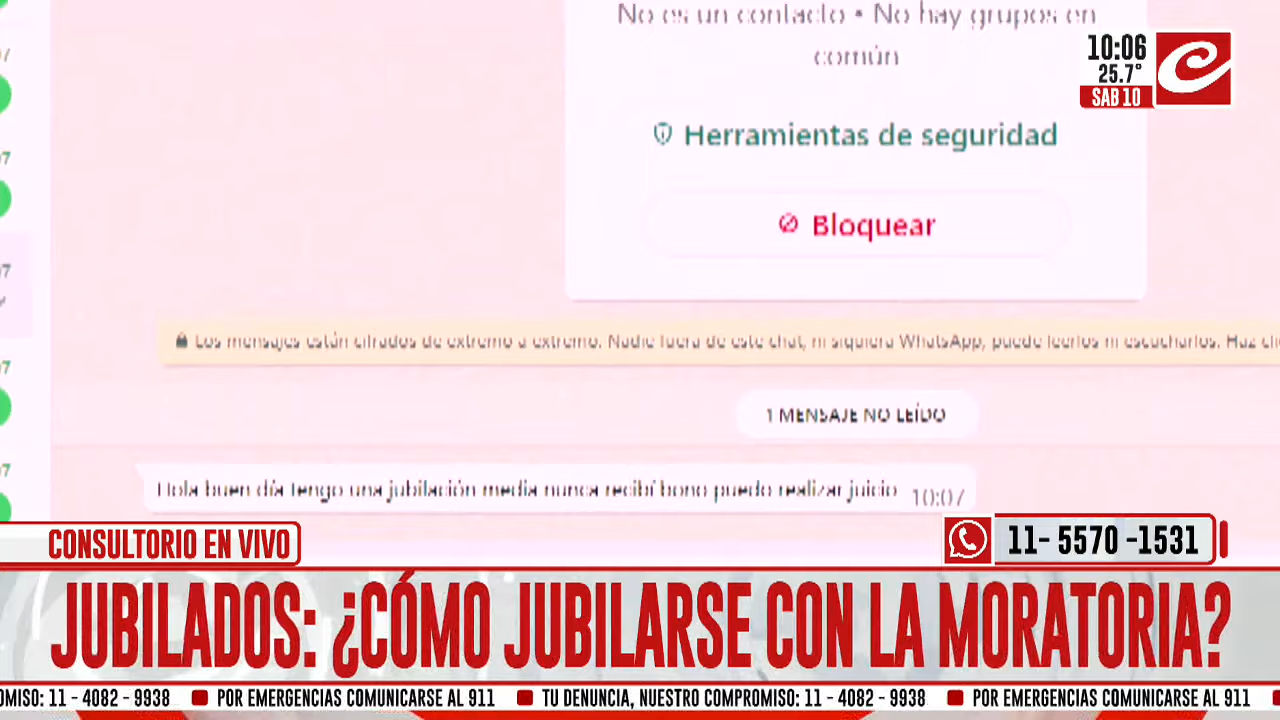 No es un contacto • No hay grupos en
común
10:06
25.7°
SAB 10
Herramientas de seguridad
Bloquear
Los mensajes están cifrados de extremo a extremo. Nadie fuera de este chat, ni siquiera WhatsApp, puede leerlos ni escucharlos. Haz clic
1 MENSAJE NO LEÍDO
Hola buen día tengo una jubilación media nunca recibí bono puedo realizar juicio 10:07
CONSULTORIO EN VIVO
11- 5570 -1531
JUBILADOS: ¿CÓMO JUBILARSE CON LA MORATORIA?
OMISO: 11 - 4082 - 9938 POR EMERGENCIAS COMUNICARSE AL 911 TU DENUNCIA, NUESTRO COMPROMISO: 11 - 4082 - 9938 POR EMERGENCIAS COMUNICARSE AL 911